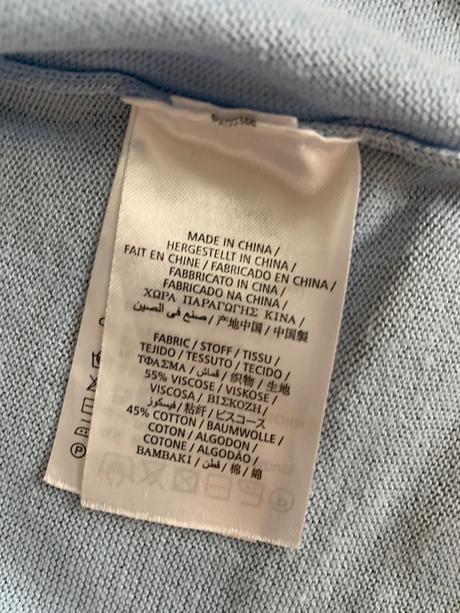 MADE IN CHINA /
HERGESTELLT IN CHINA /
FAIT EN CHINE / FABRICADO EN CHINA /
FABBRICATO IN CINA /
FABRICADO NA CHINA /
ΧΩΡΑ ΠΑΡΑΓΩΓΗΣ ΚΙΝΑ /
صنع في الصين / 产地中国 / 中国製
FABRIC / STOFF / TISSU /
TEJIDO / TESSUTO / TECIDO /
ΤΦΑΣΜΑ / قماش / 织物 / 生地
55% VISCOSE / VISKOSE /
VISCOSA / ΒΙΣΚΟΖΗ /
فيسكوز / 粘纤 / ビスコース
45% COTTON / BAUMWOLLE /
COTON / ALGODON /
COTONE / ALGODÃO /
ΒΑΜΒΑΚΙ / قطن / 棉 / 綿